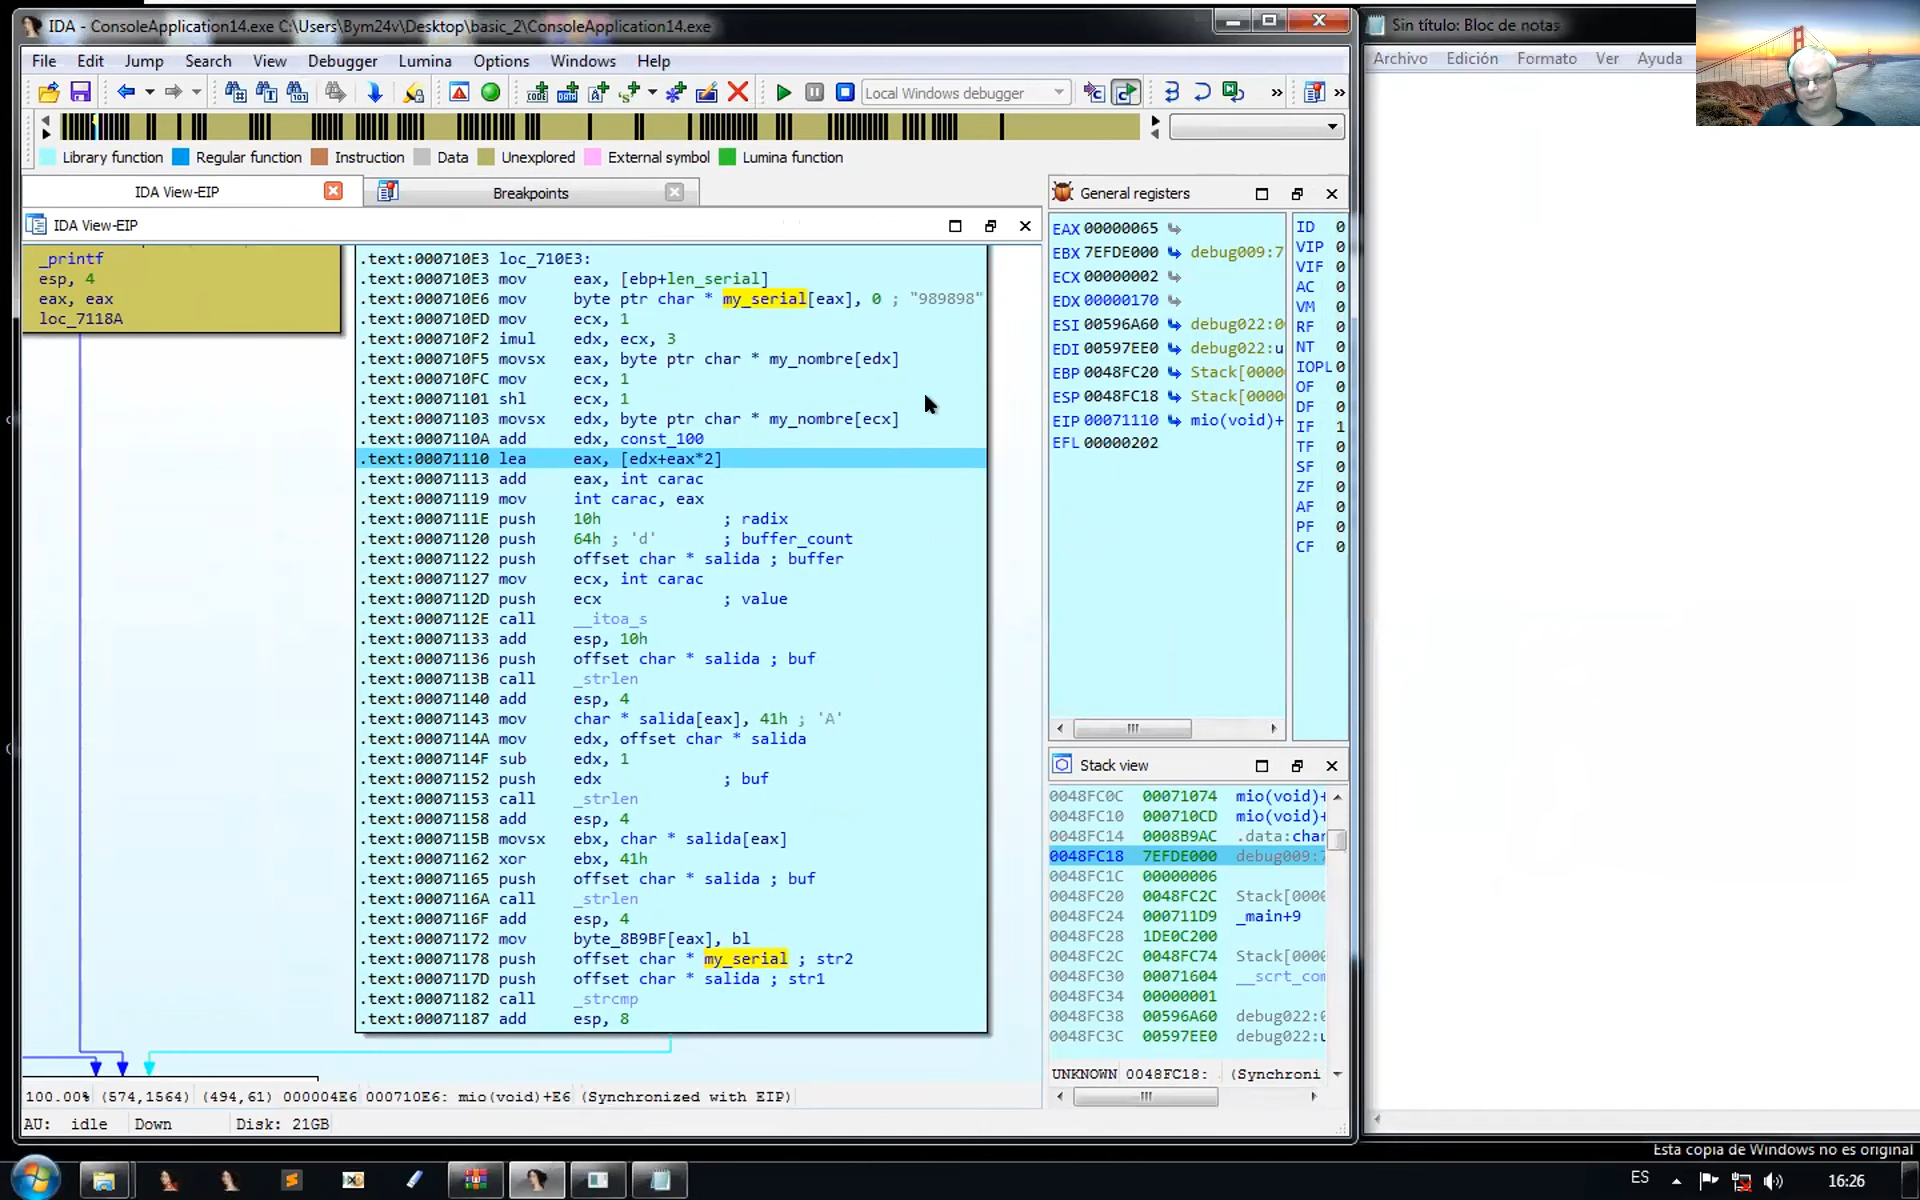 IDA - ConsoleApplication14.exe C:\Users\Bym24v\Desktop\basic_2\ConsoleApplication14.exe
File Edit Jump Search View Debugger Lumina Options Windows Help
Local Windows debugger
Library function Regular function Instruction Data Unexplored External symbol Lumina function
IDA View-EIP Breakpoints
IDA View-EIP
_printf
esp, 4
eax, eax
loc_7118A
.text:000710E3 loc_710E3:
.text:000710E3 mov eax, [ebp+len_serial]
.text:000710E6 mov byte ptr char * my_serial[eax], 0 ; "989898"
.text:000710ED mov ecx, 1
.text:000710F2 imul edx, ecx, 3
.text:000710F5 movsx eax, byte ptr char * my_nombre[edx]
.text:000710FC mov ecx, 1
.text:00071101 shl ecx, 1
.text:00071103 movsx edx, byte ptr char * my_nombre[ecx]
.text:0007110A add edx, const_100
.text:00071110 lea eax, [edx+eax*2]
.text:00071113 add eax, int carac
.text:00071119 mov int carac, eax
.text:0007111E push 10h ; radix
.text:00071120 push 64h ; 'd' ; buffer_count
.text:00071122 push offset char * salida ; buffer
.text:00071127 mov ecx, int carac
.text:0007112D push ecx ; value
.text:0007112E call __itoa_s
.text:00071133 add esp, 10h
.text:00071136 push offset char * salida ; buf
.text:0007113B call _strlen
.text:00071140 add esp, 4
.text:00071143 mov char * salida[eax], 41h ; 'A'
.text:0007114A mov edx, offset char * salida
.text:0007114F sub edx, 1
.text:00071152 push edx ; buf
.text:00071153 call _strlen
.text:00071158 add esp, 4
.text:0007115B movsx ebx, char * salida[eax]
.text:00071162 xor ebx, 41h
.text:00071165 push offset char * salida ; buf
.text:0007116A call _strlen
.text:0007116F add esp, 4
.text:00071172 mov byte_8B9BF[eax], bl
.text:00071178 push offset char * my_serial ; str2
.text:0007117D push offset char * salida ; str1
.text:00071182 call _strcmp
.text:00071187 add esp, 8
100.00% (574,1564) (494,61) 000004E6 000710E6: mio(void)+E6 (Synchronized with EIP)
AU: idle Down Disk: 21GB
General registers
EAX 00000065
EBX 7EFDE000 debug009:7
ECX 00000002
EDX 00000170
ESI 00596A60 debug022:0
EDI 00597EE0 debug022:u
EBP 0048FC20 Stack[0000
ESP 0048FC18 Stack[0000
EIP 00071110 mio(void)+
EFL 00000202
ID 0
VIP 0
VIF 0
AC 0
VM 0
RF 0
NT 0
IOPL 0
OF 0
DF 0
IF 1
TF 0
SF 0
ZF 0
AF 0
PF 0
CF 0
Stack view
0048FC0C 00071074 mio(void)+
0048FC10 000710CD mio(void)+
0048FC14 0008B9AC .data:char
0048FC18 7EFDE000 debug009:7
0048FC1C 00000006
0048FC20 0048FC2C Stack[0000
0048FC24 000711D9 _main+9
0048FC28 1DE0C200
0048FC2C 0048FC74 Stack[0000
0048FC30 00071604 __scrt_com
0048FC34 00000001
0048FC38 00596A60 debug022:0
0048FC3C 00597EE0 debug022:u
UNKNOWN 0048FC18: (Synchroni
Sin título: Bloc de notas
Archivo Edición Formato Ver Ayuda
Esta copia de Windows no es original
ES 16:26